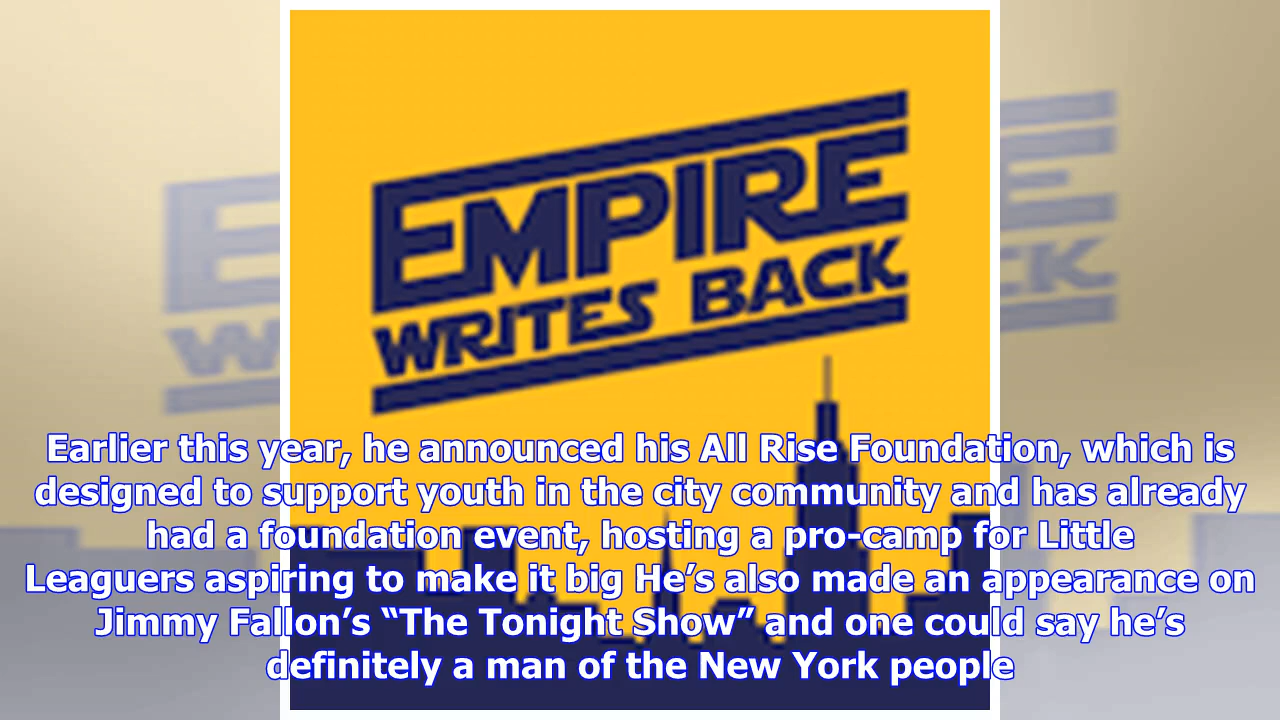 EMPIRE
WRITES BACK
Earlier this year, he announced his All Rise Foundation, which is
designed to support youth in the city community and has already
had a foundation event, hosting a pro-camp for Little
Leaguers aspiring to make it big He’s also made an appearance on
Jimmy Fallon’s “The Tonight Show” and one could say he’s
definitely a man of the New York people